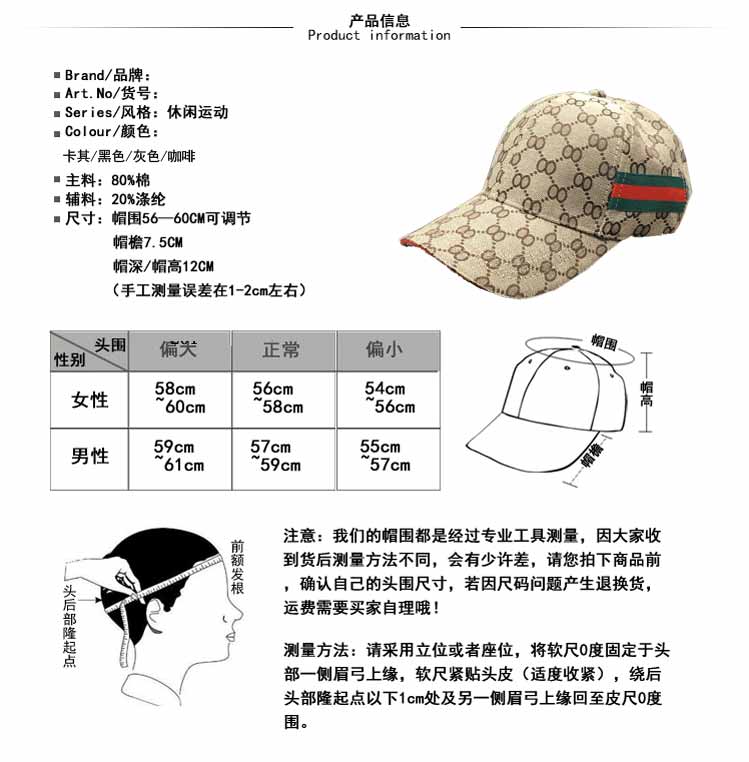 产品信息
Product information
Brand/品牌：
Art.No/货号：
Series/风格：休闲运动
Colour/颜色：
卡其/黑色/灰色/咖啡
主料：80%棉
辅料：20%涤纶
尺寸：帽围56—60CM可调节
帽檐7.5CM
帽深/帽高12CM
（手工测量误差在1-2cm左右）
头围 偏大 正常 偏小
性别
女性 58cm~60cm 56cm~58cm 54cm~56cm
男性 59cm~61cm 57cm~59cm 55cm~57cm
帽围
帽高
帽檐
前额发根
头后部隆起点
注意：我们的帽围都是经过专业工具测量，因大家收
到货后测量方法不同，会有少许差，请您拍下商品前
，确认自己的头围尺寸，若因尺码问题产生退换货，
运费需要买家自理哦！
测量方法：请采用立位或者座位，将软尺0度固定于头
部一侧眉弓上缘，软尺紧贴头皮（适度收紧），绕后
头部隆起点以下1cm处及另一侧眉弓上缘回至皮尺0度
围。